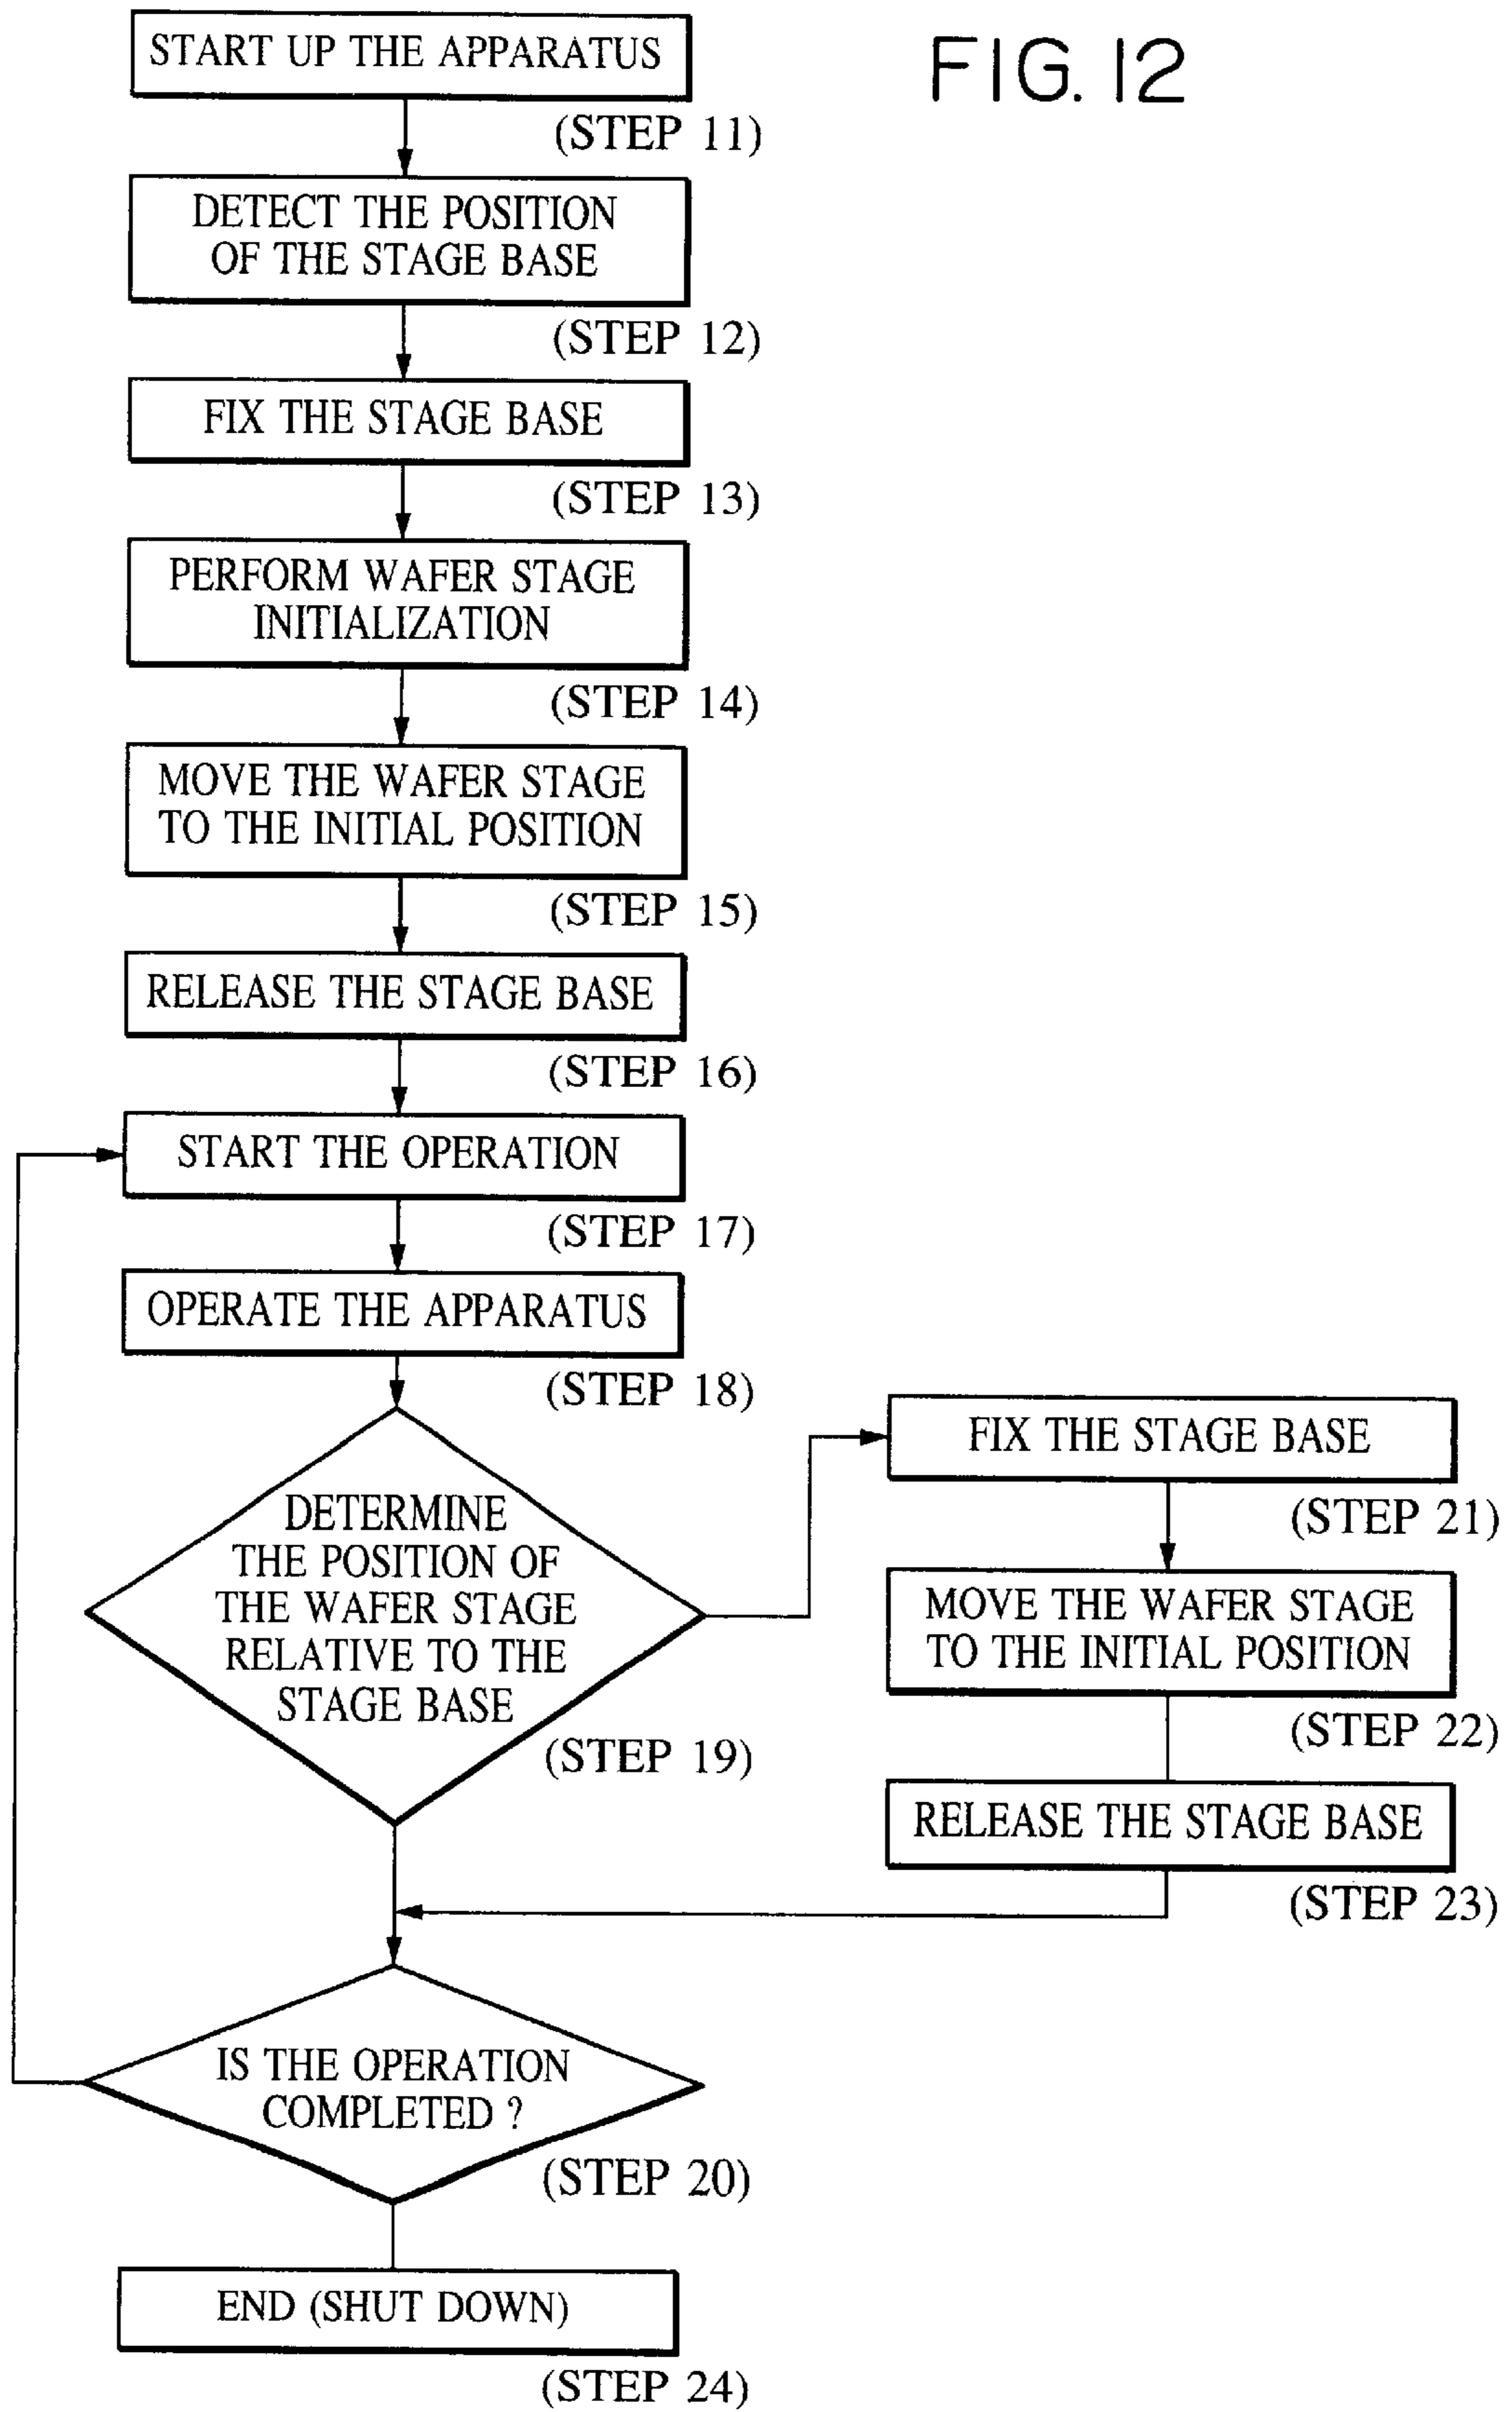 FIG. 12
START UP THE APPARATUS
(STEP 11)
DETECT THE POSITION
OF THE STAGE BASE
(STEP 12)
FIX THE STAGE BASE
(STEP 13)
PERFORM WAFER STAGE
INITIALIZATION
(STEP 14)
MOVE THE WAFER STAGE
TO THE INITIAL POSITION
(STEP 15)
RELEASE THE STAGE BASE
(STEP 16)
START THE OPERATION
(STEP 17)
OPERATE THE APPARATUS
(STEP 18)
DETERMINE
THE POSITION OF
THE WAFER STAGE
RELATIVE TO THE
STAGE BASE
(STEP 19)
FIX THE STAGE BASE
(STEP 21)
MOVE THE WAFER STAGE
TO THE INITIAL POSITION
(STEP 22)
RELEASE THE STAGE BASE
(STEP 23)
IS THE OPERATION
COMPLETED ?
(STEP 20)
END (SHUT DOWN)
(STEP 24)